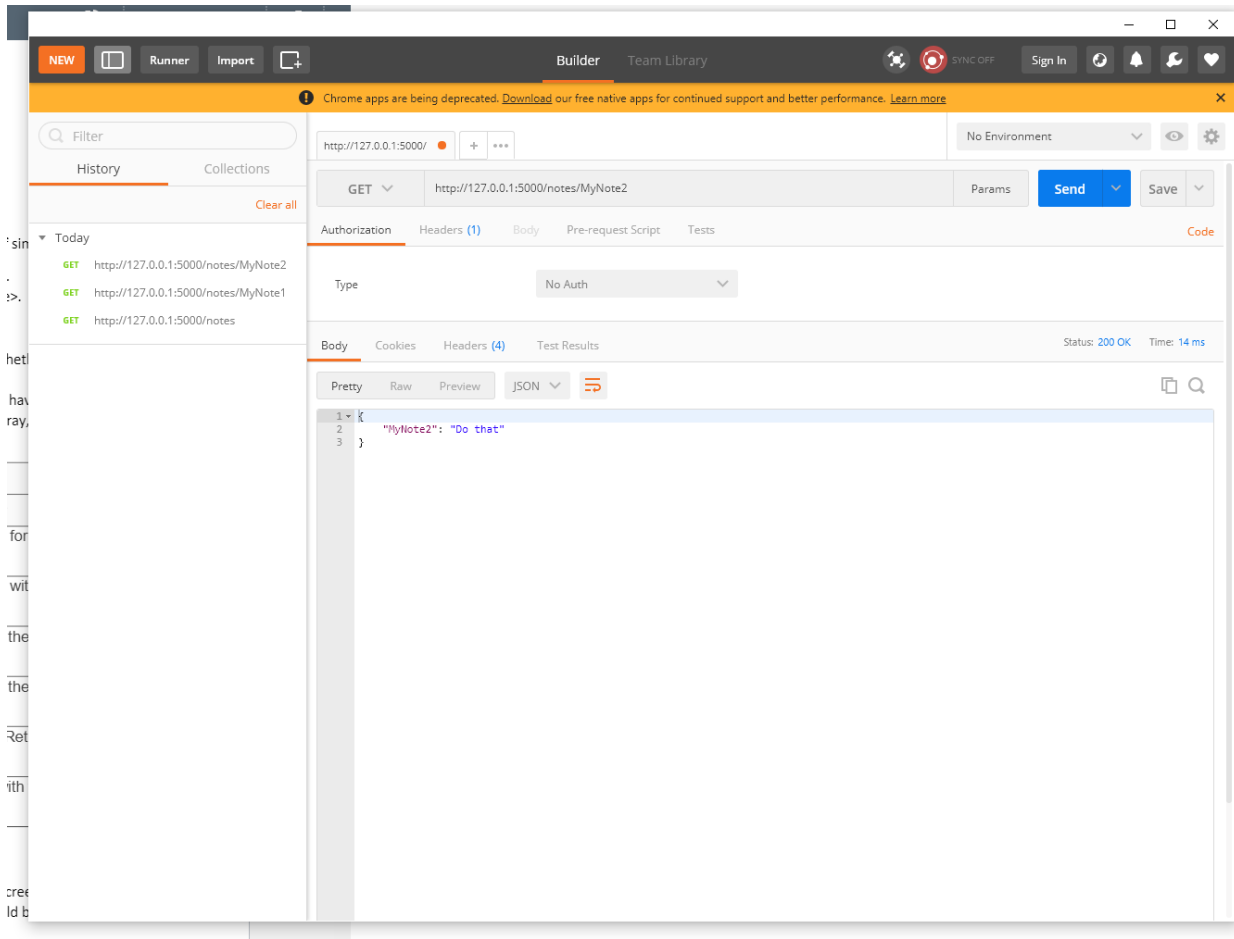 NEW Runner Import Builder Team Library SYNC OFF Sign In
Chrome apps are being deprecated. Download our free native apps for continued support and better performance. Learn more
Filter
History Collections
Clear all
Today
GET http://127.0.0.1:5000/notes/MyNote2
GET http://127.0.0.1:5000/notes/MyNote1
GET http://127.0.0.1:5000/notes
http://127.0.0.1:5000/ + •••
No Environment
GET http://127.0.0.1:5000/notes/MyNote2 Params Send Save
Authorization Headers (1) Body Pre-request Script Tests Code
Type No Auth
Body Cookies Headers (4) Test Results Status: 200 OK Time: 14 ms
Pretty Raw Preview JSON
1 {
2 "MyNote2": "Do that"
3 }
for
the
the